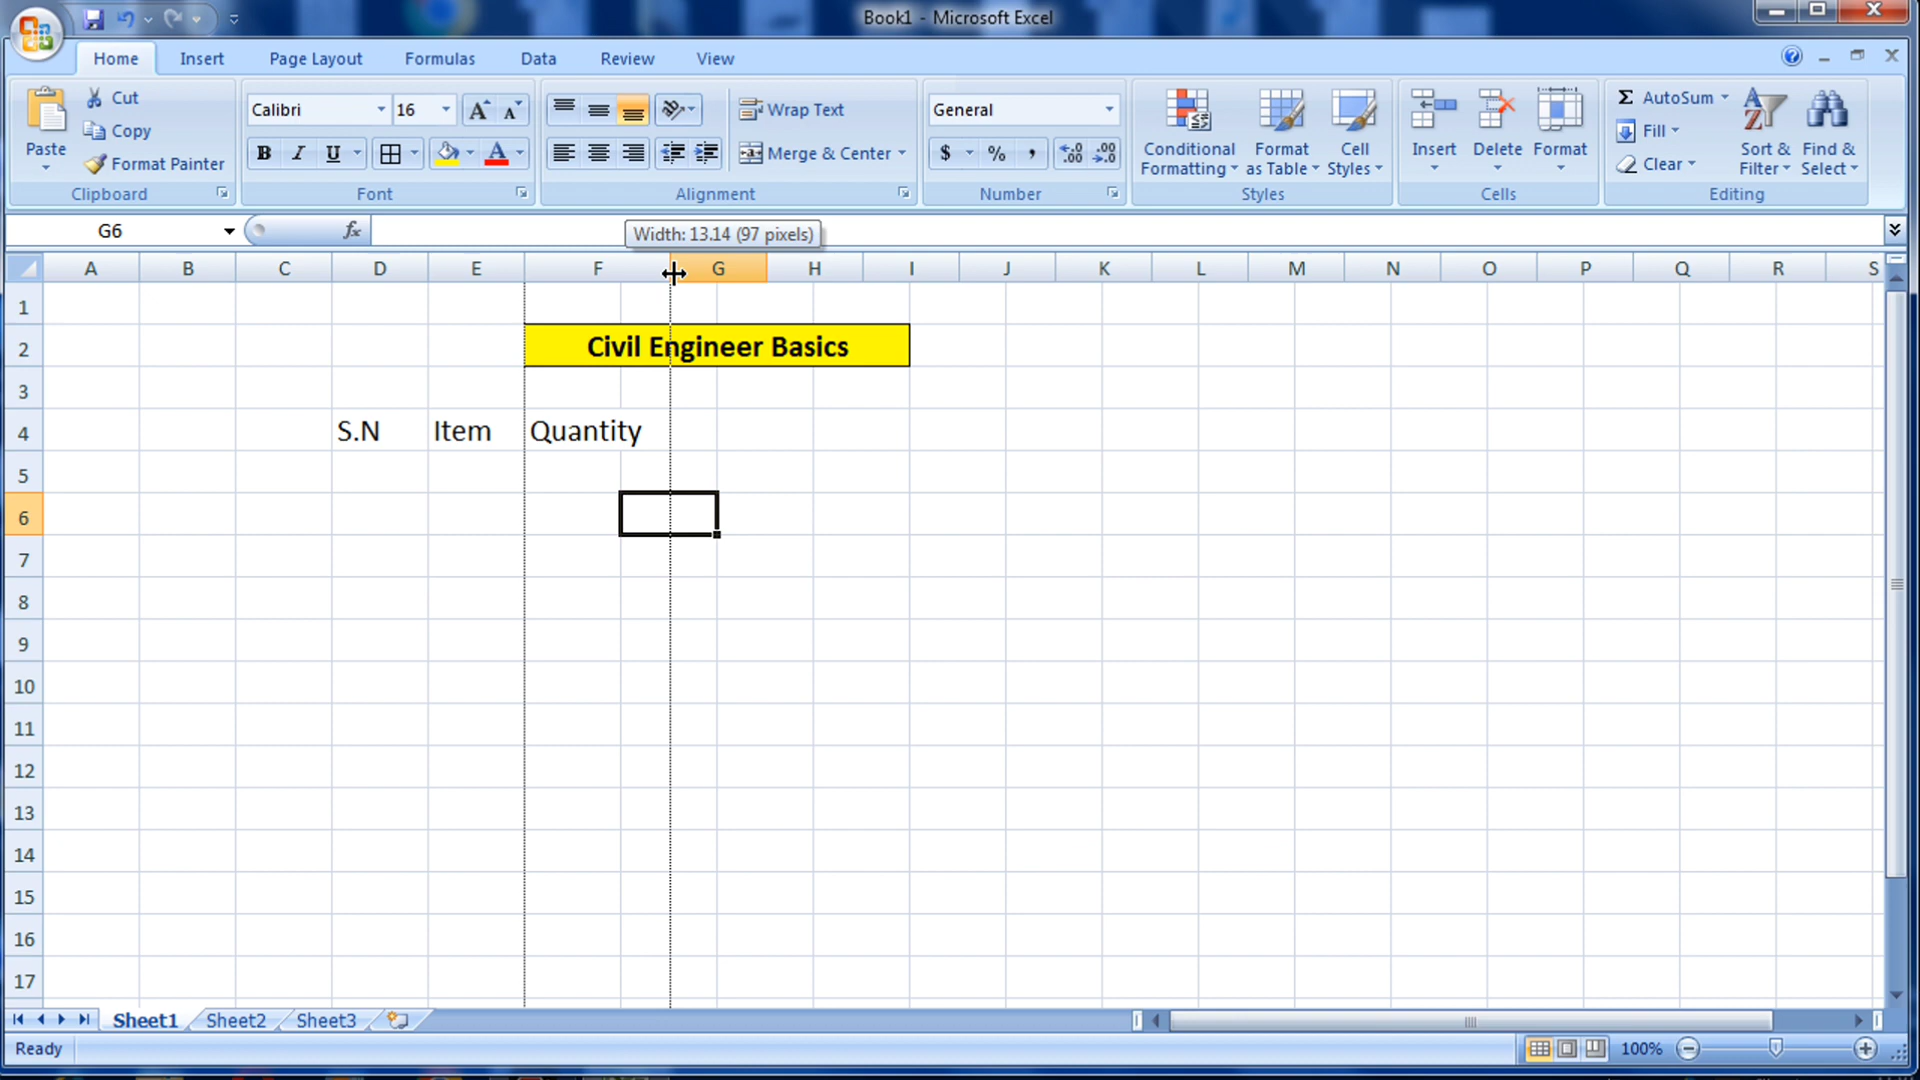 Book1 - Microsoft Excel
Home Insert Page Layout Formulas Data Review View
Cut
Copy
Format Painter
Paste
Clipboard
Calibri 16
B I U A
Font
Wrap Text
Merge & Center
Alignment
General
$ % ,
Number
Conditional Formatting
Format as Table
Cell Styles
Styles
Insert Delete Format
Cells
Σ AutoSum
Fill
Clear
Sort & Filter
Find & Select
Editing
G6 fx
Width: 13.14 (97 pixels)
A B C D E F G H I J K L M N O P Q R S
1
2 Civil Engineer Basics
3
4 S.N Item Quantity
5
6
7
8
9
10
11
12
13
14
15
16
17
Sheet1 Sheet2 Sheet3
Ready 100%